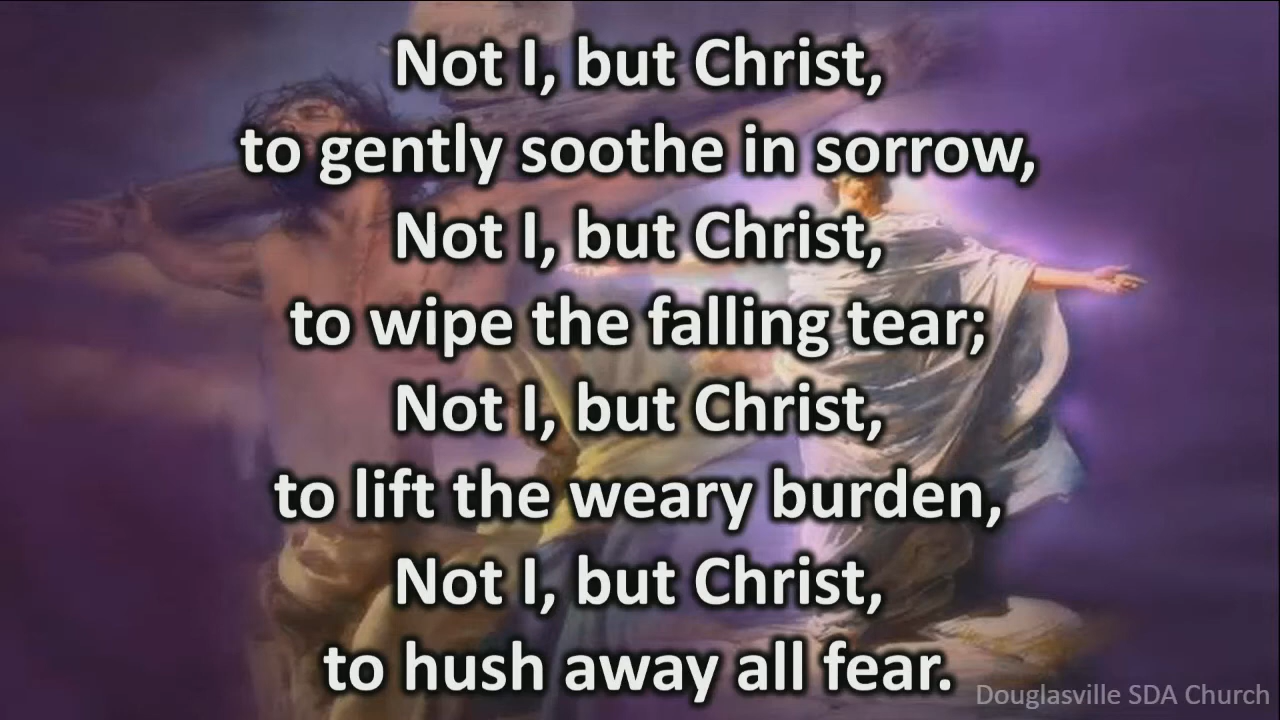 Not I, but Christ,
to gently soothe in sorrow,
Not I, but Christ,
to wipe the falling tear;
Not I, but Christ,
to lift the weary burden,
Not I, but Christ,
to hush away all fear.
Douglasville SDA Church